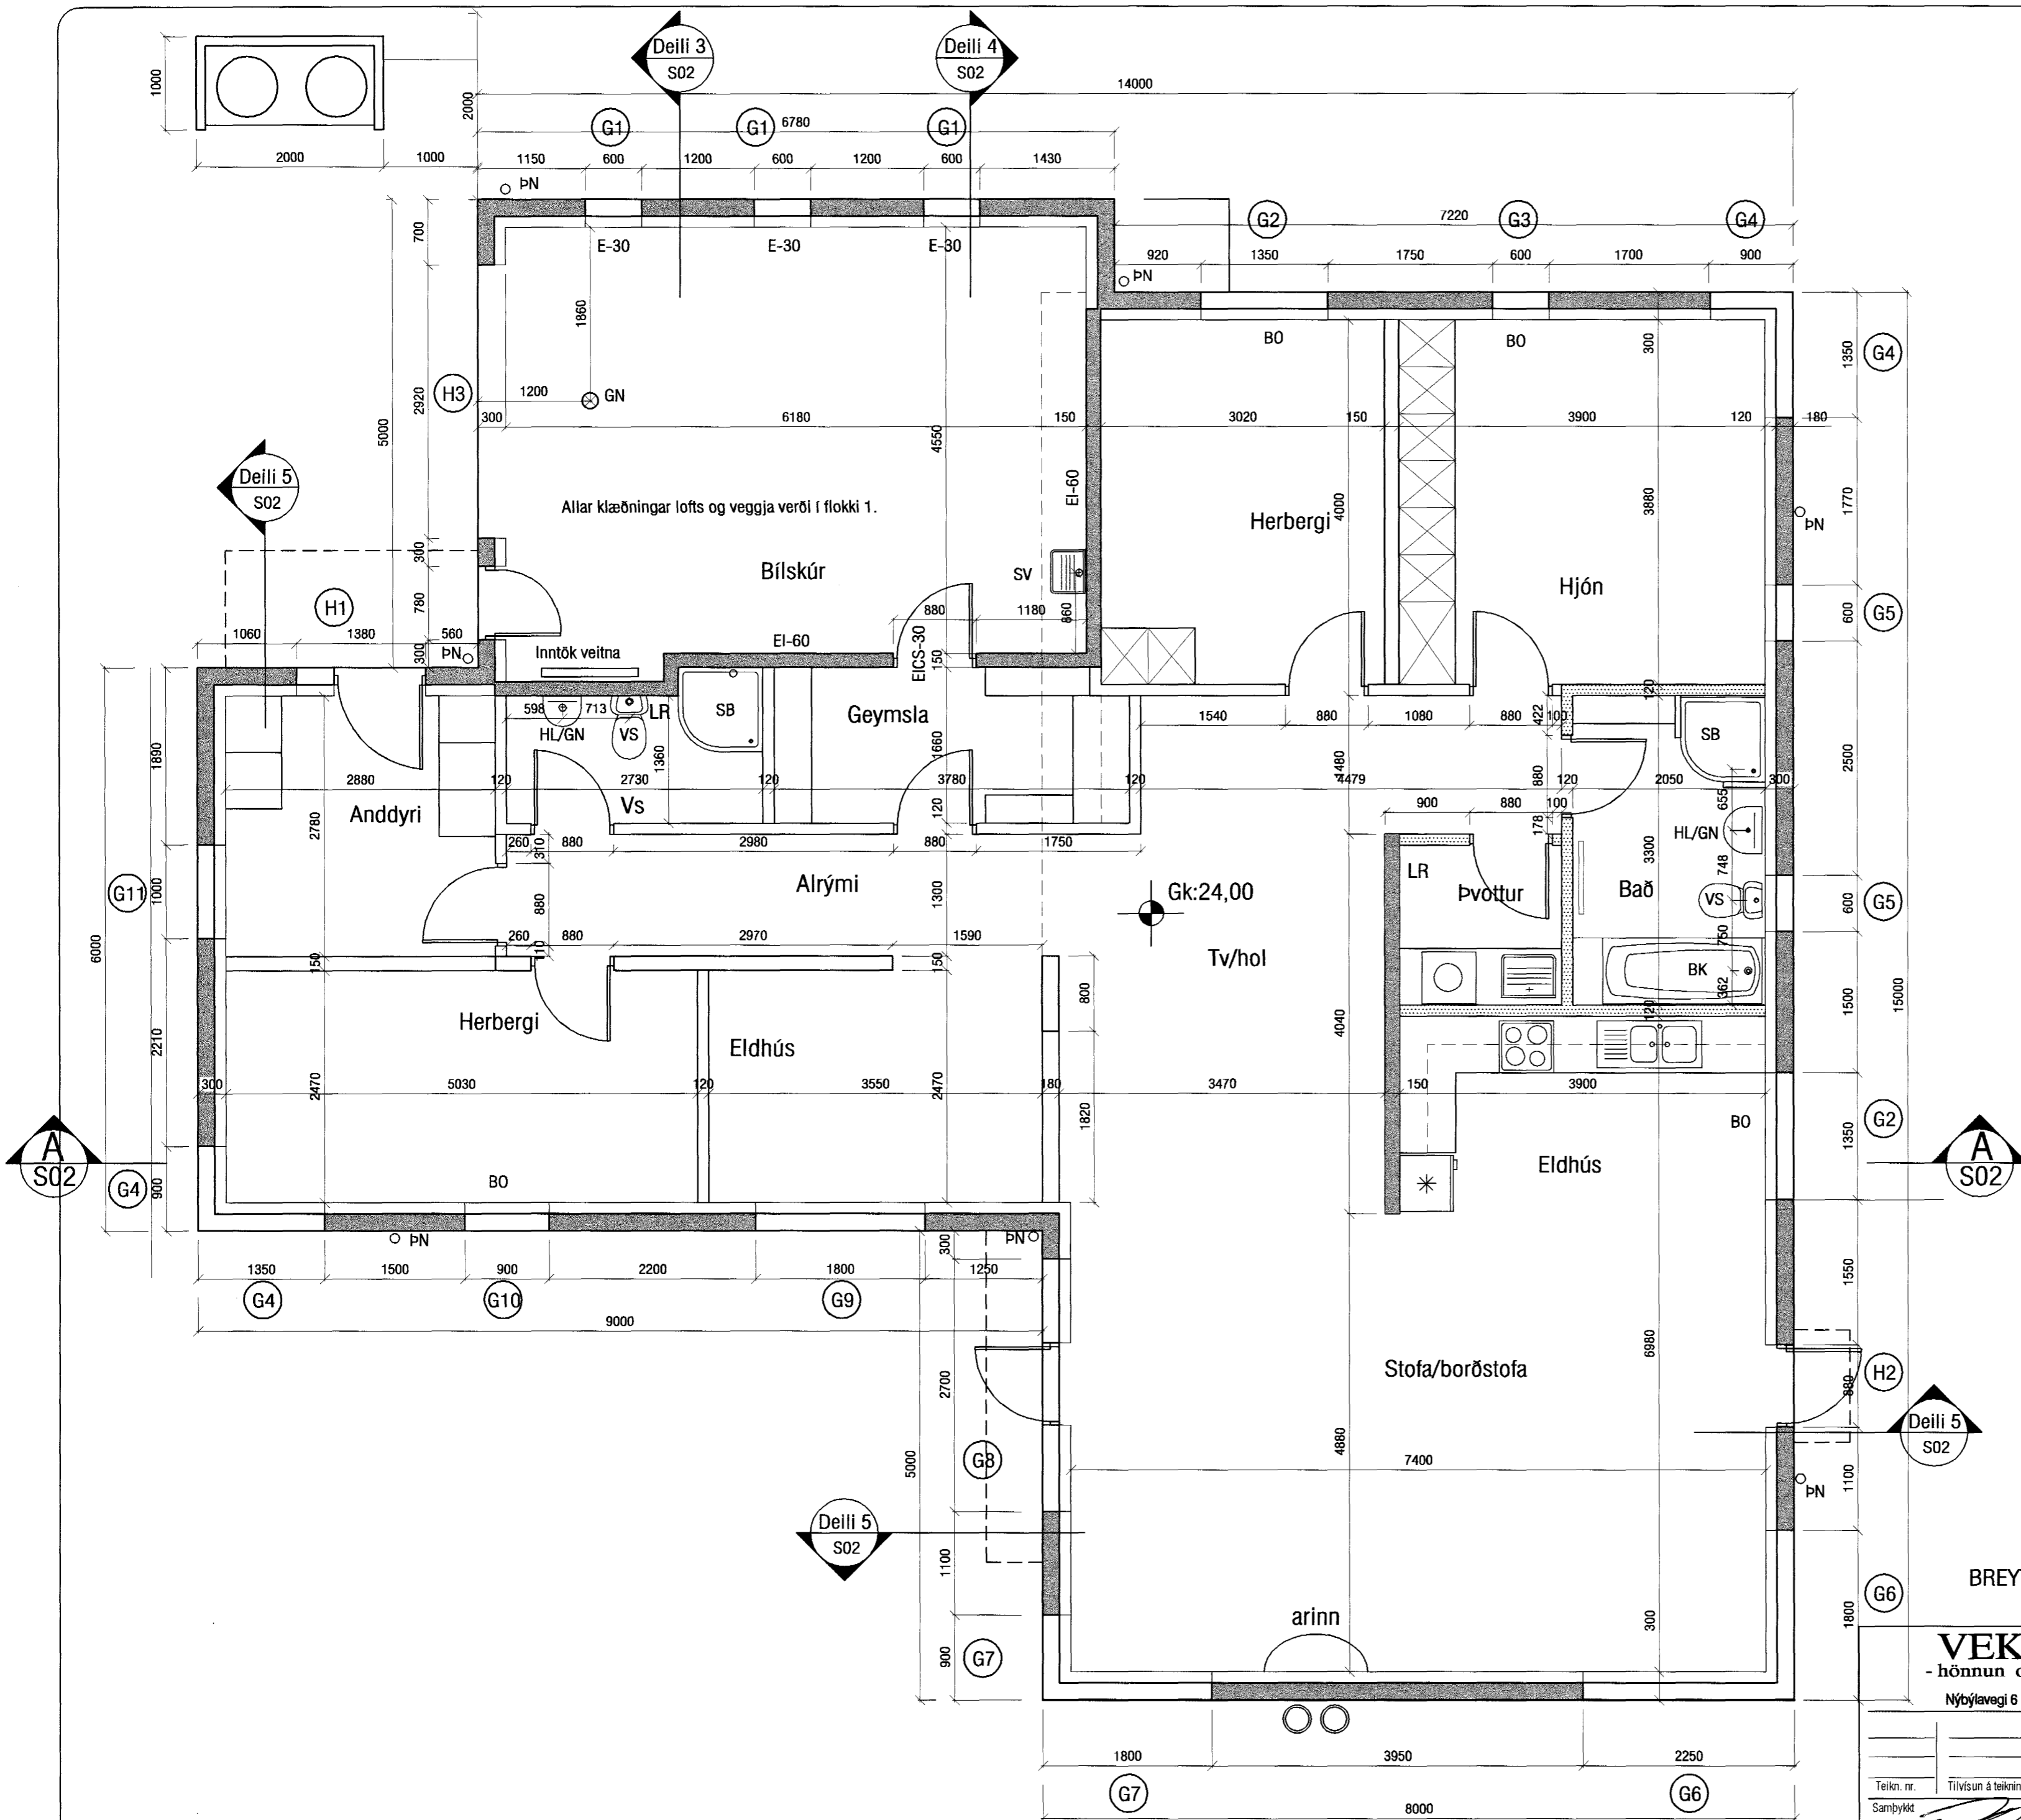 Deili 3
S02
Deili 4
S02
14000
1000
2000
G1
G1
6780
G1
2000
1000
1150
600
1200
600
1200
600
1430
ÞN
700
E-30
E-30
E-30
G2
7220
G3
G4
920
1350
1750
600
1700
900
ÞN
1860
BO
BO
300
1350
G4
H3
2920
1200
GN
5000
300
6180
150
3020
150
3900
120
180
4550
Deili 5
S02
EI-60
4000
3880
1770
ÞN
Allar klæðningar lofts og veggja verði í flokki 1.
Herbergi
300
Bílskúr
SV
Hjón
H1
780
880
1180
860
600
G5
1060
1380
560
ÞN
300
EI-60
Inntök veitna
EICS-30
150
120
598
713
LR
SB
Geymsla
HL/GN
VS
1360
1660
1540
880
1080
880
100
422
SB
1890
2880
120
2730
120
3780
120
1480
4479
880
120
2050
300
2500
Anddyri
Vs
2780
120
900
880
100
655
260
880
2980
880
1750
310
178
HL/GN
3300
748
G11
1000
Alrými
Gk:24,00
LR
Þvottur
Bað
VS
600
G5
880
1300
6000
260
110
880
2970
1590
750
150
150
Tv/hol
BK
362
800
1500
15000
Herbergi
Eldhús
4040
120
2210
300
2470
5030
120
3550
2470
180
1820
3470
150
3900
BO
1350
G2
A
S02
G4
900
BO
Eldhús
A
S02
ÞN
ÞN
300
1350
1500
900
2200
1800
1250
G4
G10
G9
1550
9000
6980
2700
Stofa/borðstofa
880
H2
Deili 5
S02
G8
4880
7400
5000
1100
ÞN
Deili 5
S02
1100
BREY
G6
arinn
300
1800
900
G7
VEK
- hönnun o
Nýbýlavegi 6
1800
3950
2250
G7
G6
Teikn. nr.
Tilvísun á teikning
Samþykkt
8000